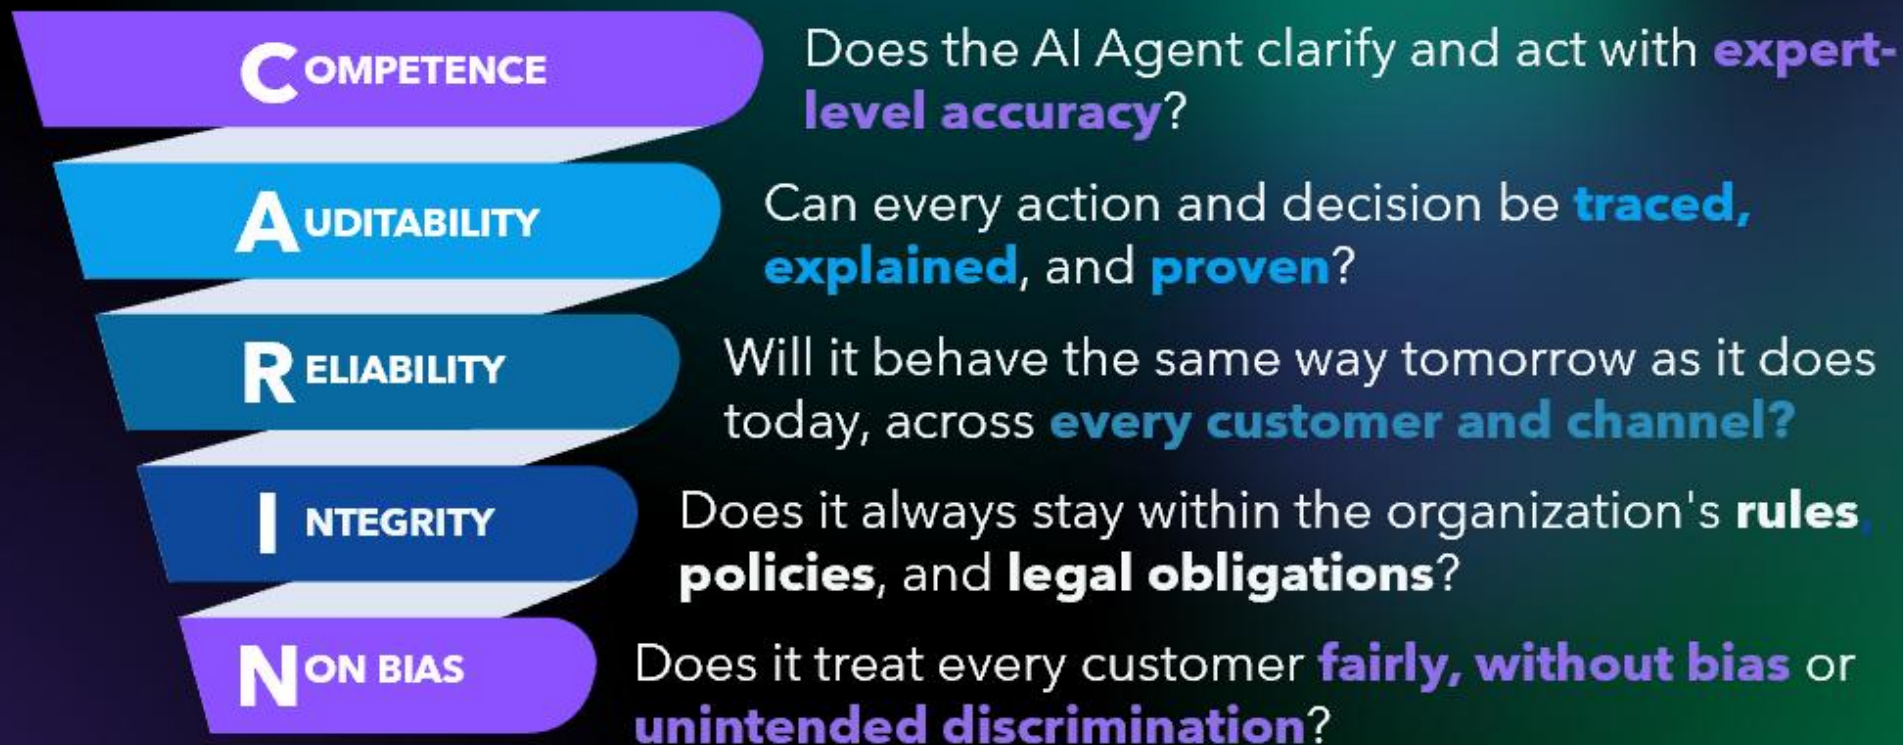 COMPETENCE
Does the AI Agent clarify and act with expert-
level accuracy?
AUDITABILITY
Can every action and decision be traced,
explained, and proven?
RELIABILITY
Will it behave the same way tomorrow as it does
today, across every customer and channel?
INTEGRITY
Does it always stay within the organization's rules,
policies, and legal obligations?
NON BIAS
Does it treat every customer fairly, without bias or
unintended discrimination?